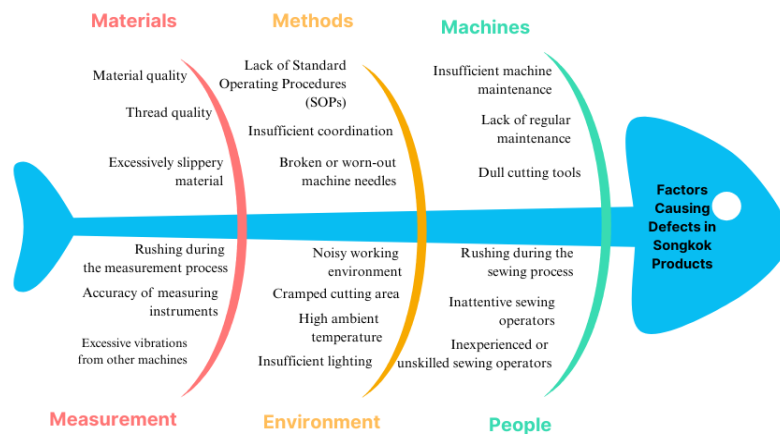 Materials
Material quality
Thread quality
Excessively slippery
material
Methods
Lack of Standard
Operating Procedures
(SOPs)
Insufficient coordination
Broken or worn-out
machine needles
Machines
Insufficient machine
maintenance
Lack of regular
maintenance
Dull cutting tools
Factors
Causing
Defects in
Songkok
Products
Rushing during
the measurement process
Accuracy of measuring
instruments
Excessive vibrations
from other machines
Measurement
Noisy working
environment
Cramped cutting area
High ambient
temperature
Insufficient lighting
Environment
Rushing during the
sewing process
Inattentive sewing
operators
Inexperienced or
unskilled sewing operators
People